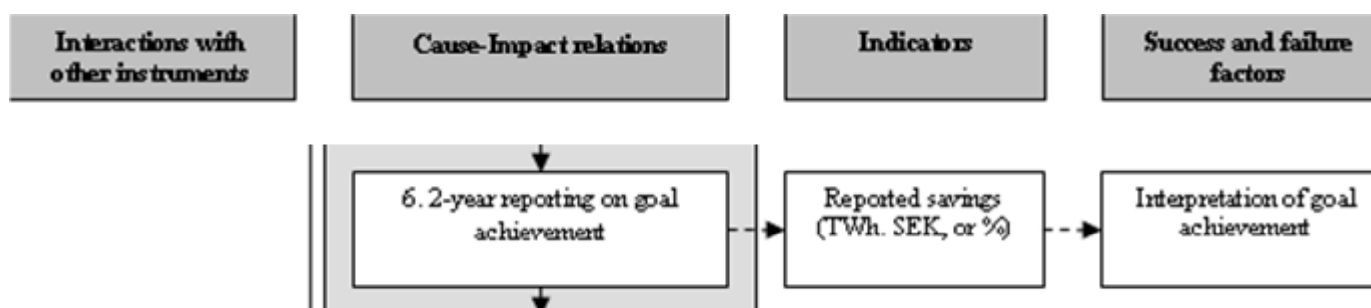 Interactions with
other instruments
Cause-Impact relations
Indicators
Success and failure
factors
6. 2-year reporting on goal
achievement
Reported savings
(TWh. SEK, or %)
Interpretation of goal
achievement